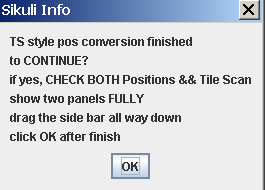 Sikuli Info
TS style pos conversion finished
to CONTINUE?
if yes, CHECK BOTH Positions && Tile Scan
show two panels FULLY
drag the side bar all way down
click OK after finish
OK